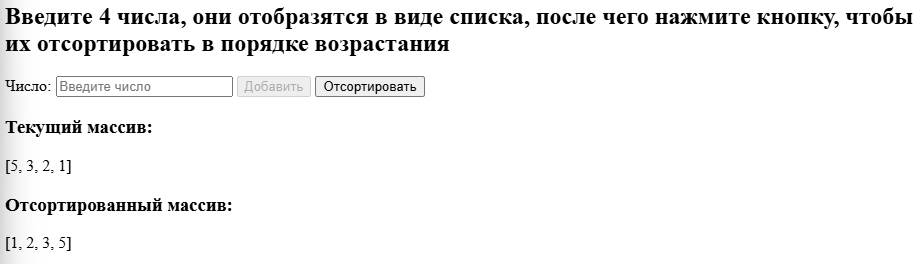 Введите 4 числа, они отобразятся в виде списка, после чего нажмите кнопку, чтобы
их отсортировать в порядке возрастания
Число: Введите число Добавить Отсортировать
Текущий массив:
[5, 3, 2, 1]
Отсортированный массив:
[1, 2, 3, 5]